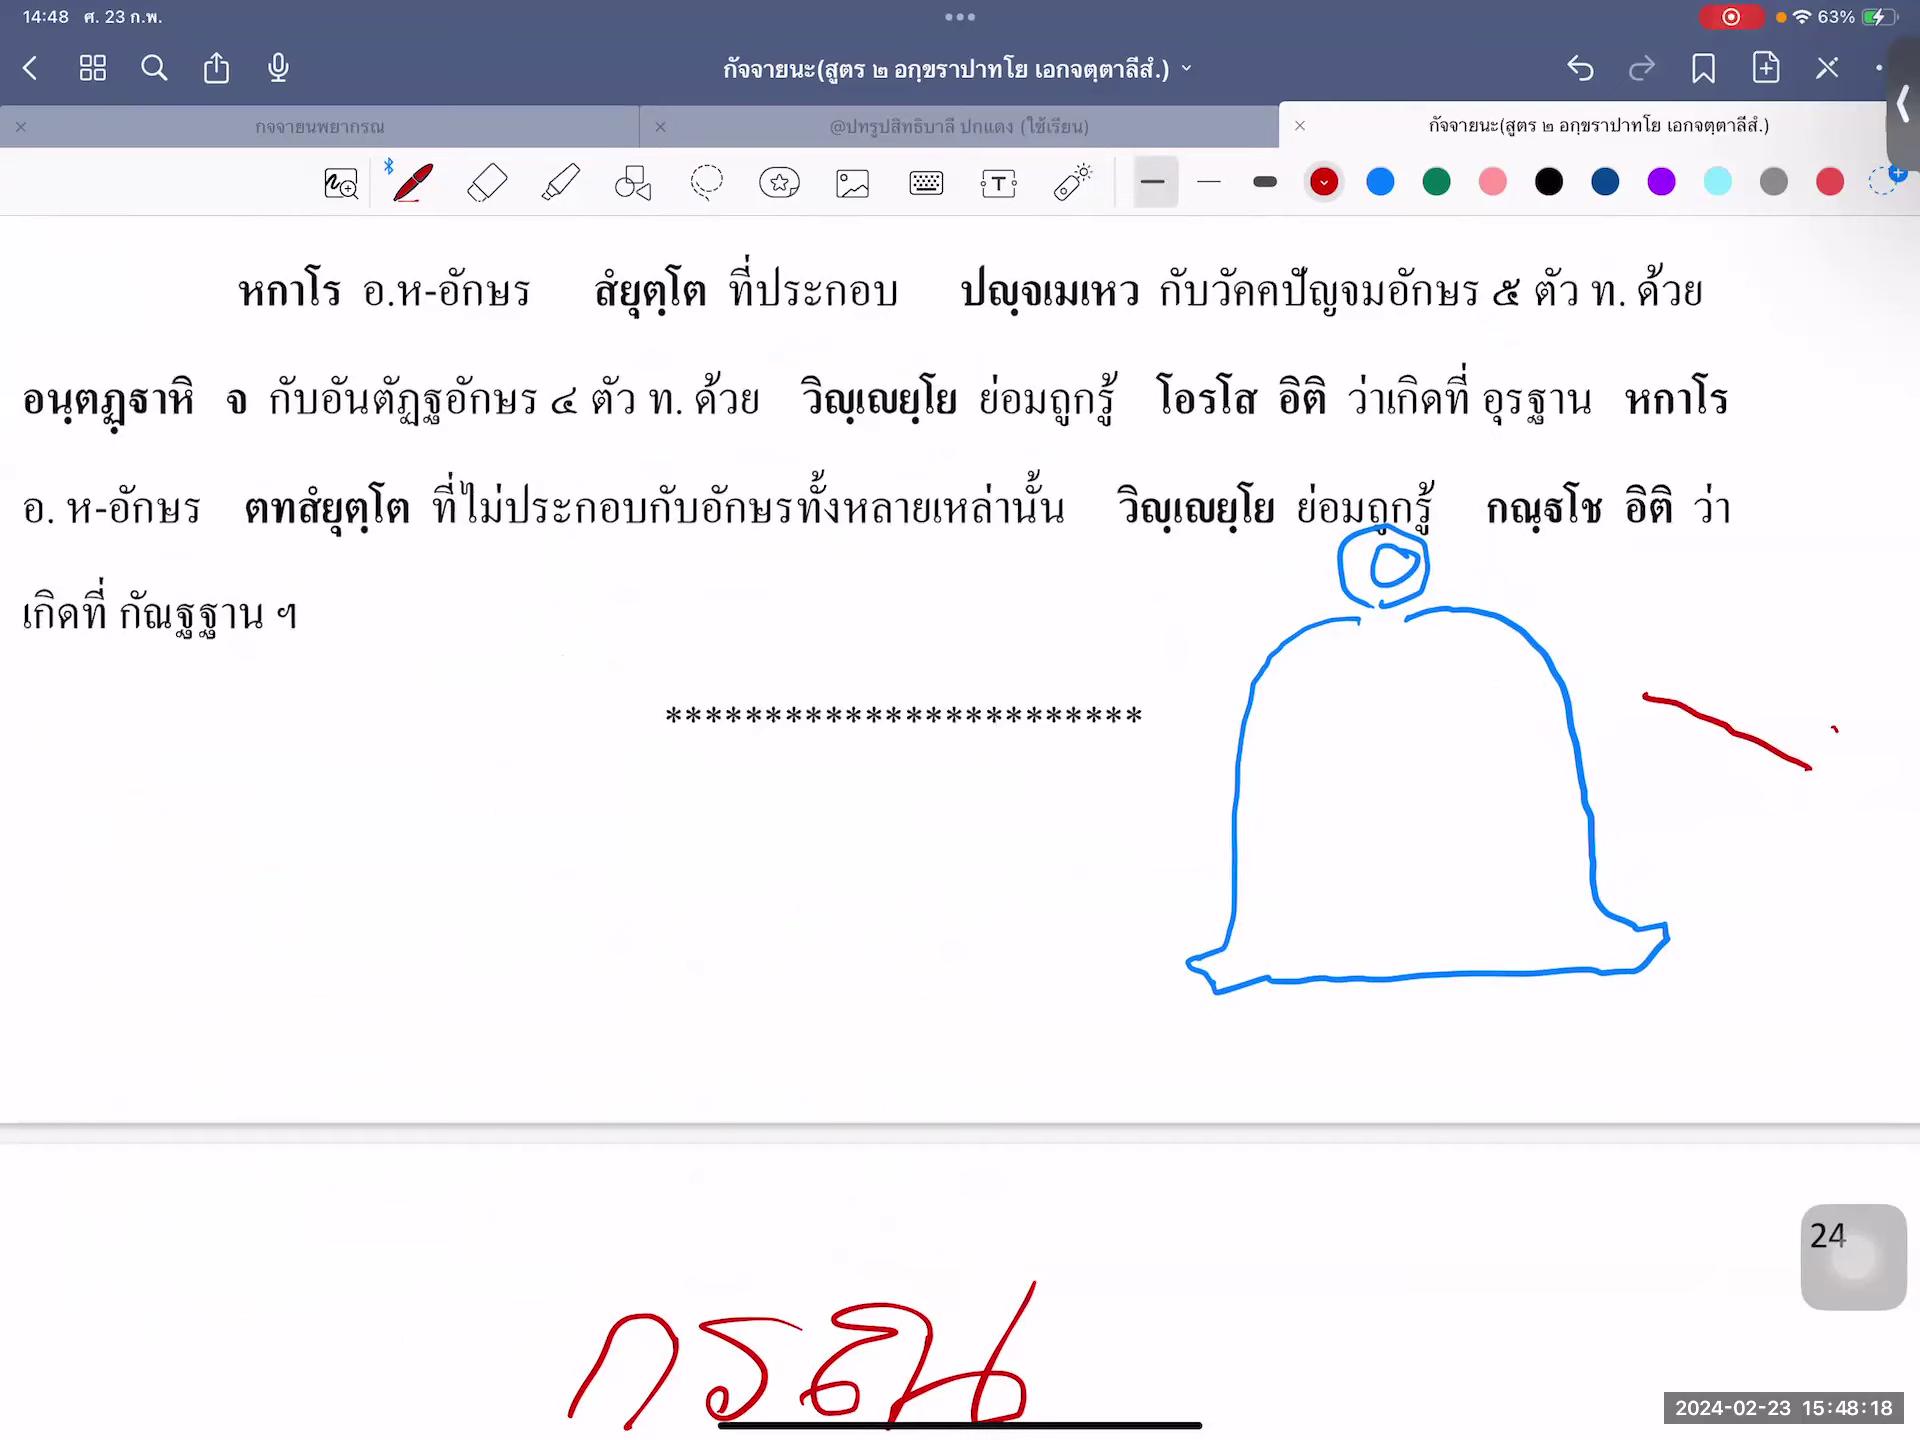 14:48 ศ. 23 ก.พ.
63%
กัจจายนะ(สูตร ๒ อกฺขราปาทโย เอกจตฺตาลีสํ.)
กจจายนพยากรณ
@ปทรูปสิทธิบาลี ปกแดง (ใช้เรียน)
กัจจายนะ(สูตร ๒ อกฺขราปาทโย เอกจตฺตาลีสํ.)
หกาโร อ.ห-อักษร สํยุตฺโต ที่ประกอบ ปญฺจเมเหว กับวัคคปัญจมอักษร ๕ ตัว ท. ด้วย
อนฺตฏฺฐาหิ จ กับอันตัฏฐอักษร ๔ ตัว ท. ด้วย วิญฺเญยฺโย ย่อมถูกรู้ โอรโส อิติ ว่าเกิดที่ อุรฐาน หกาโร
อ. ห-อักษร ตทสํยุตฺโต ที่ไม่ประกอบกับอักษรทั้งหลายเหล่านั้น วิญฺเญยฺโย ย่อมถูกรู้ กณฺฐโช อิติ ว่า
เกิดที่ กัณฐฐาน ฯ
************************
24
2024-02-23 15:48:18